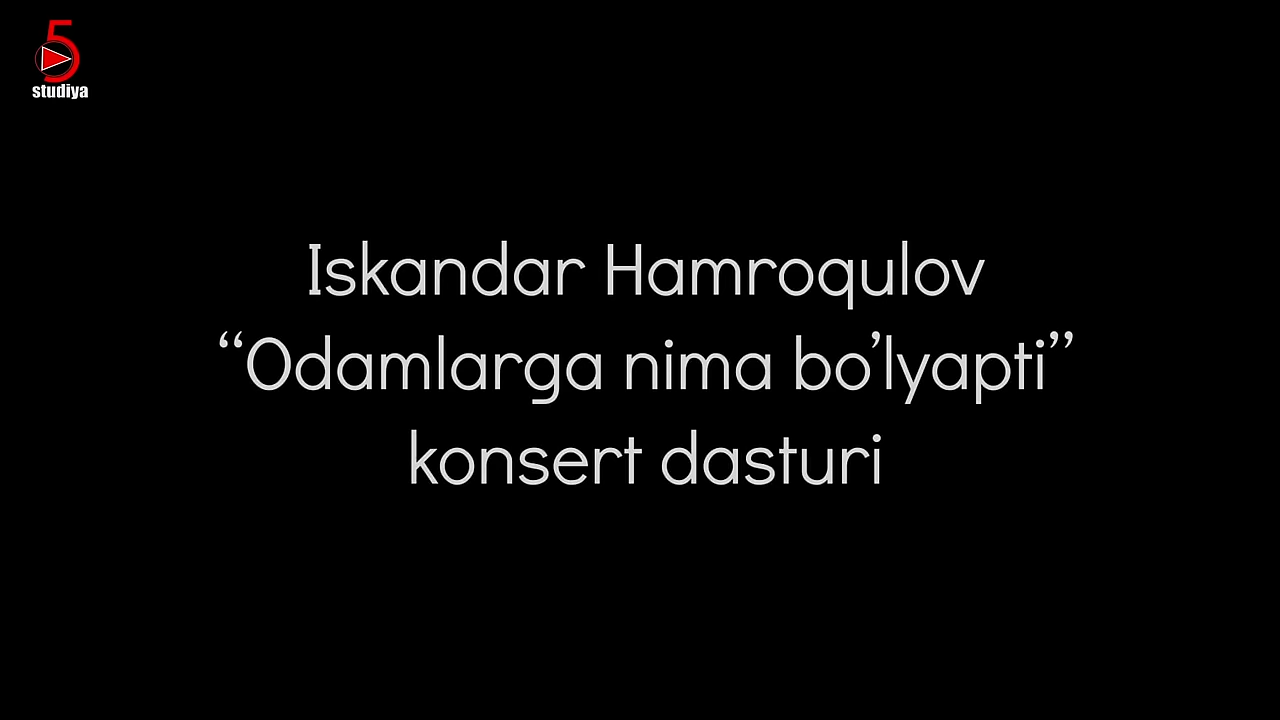 5
studiya
Iskandar Hamroqulov
“Odamlarga nima bo’lyapti”
konsert dasturi